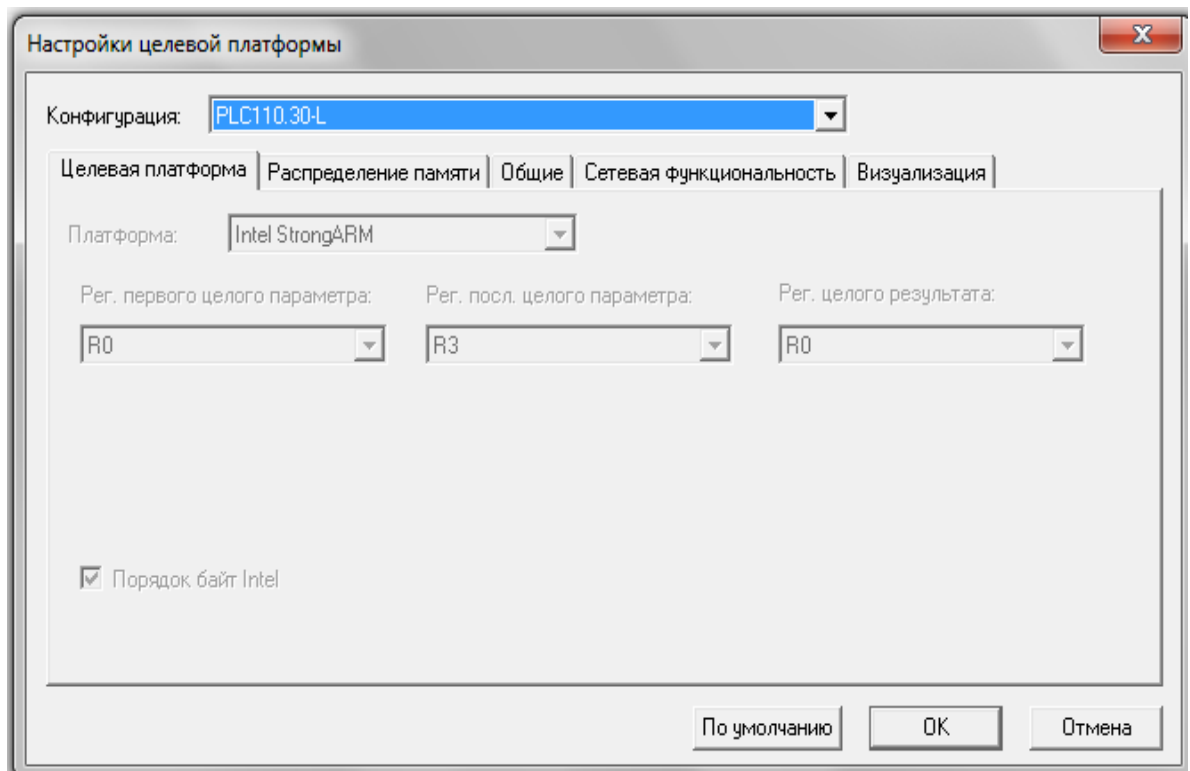 Настройки целевой платформы
Конфигурация: PLC110.30-L
Целевая платформа Распределение памяти Общие Сетевая функциональность Визуализация
Платформа: Intel StrongARM
Рег. первого целого параметра: Рег. посл. целого параметра: Рег. целого результата:
R0 R3 R0
Порядок байт Intel
По умолчанию OK Отмена